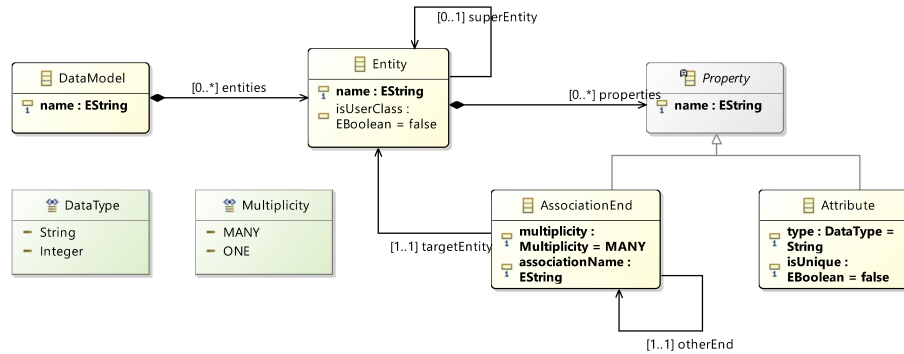 [0..1] superEntity
DataModel
name : EString
[0..*] entities
Entity
name : EString
isUserClass :
EBoolean = false
[0..*] properties
Property
name : EString
DataType
String
Integer
Multiplicity
MANY
ONE
[1..1] targetEntity
AssociationEnd
multiplicity :
Multiplicity = MANY
associationName :
EString
[1..1] otherEnd
Attribute
type : DataType =
String
isUnique :
EBoolean = false